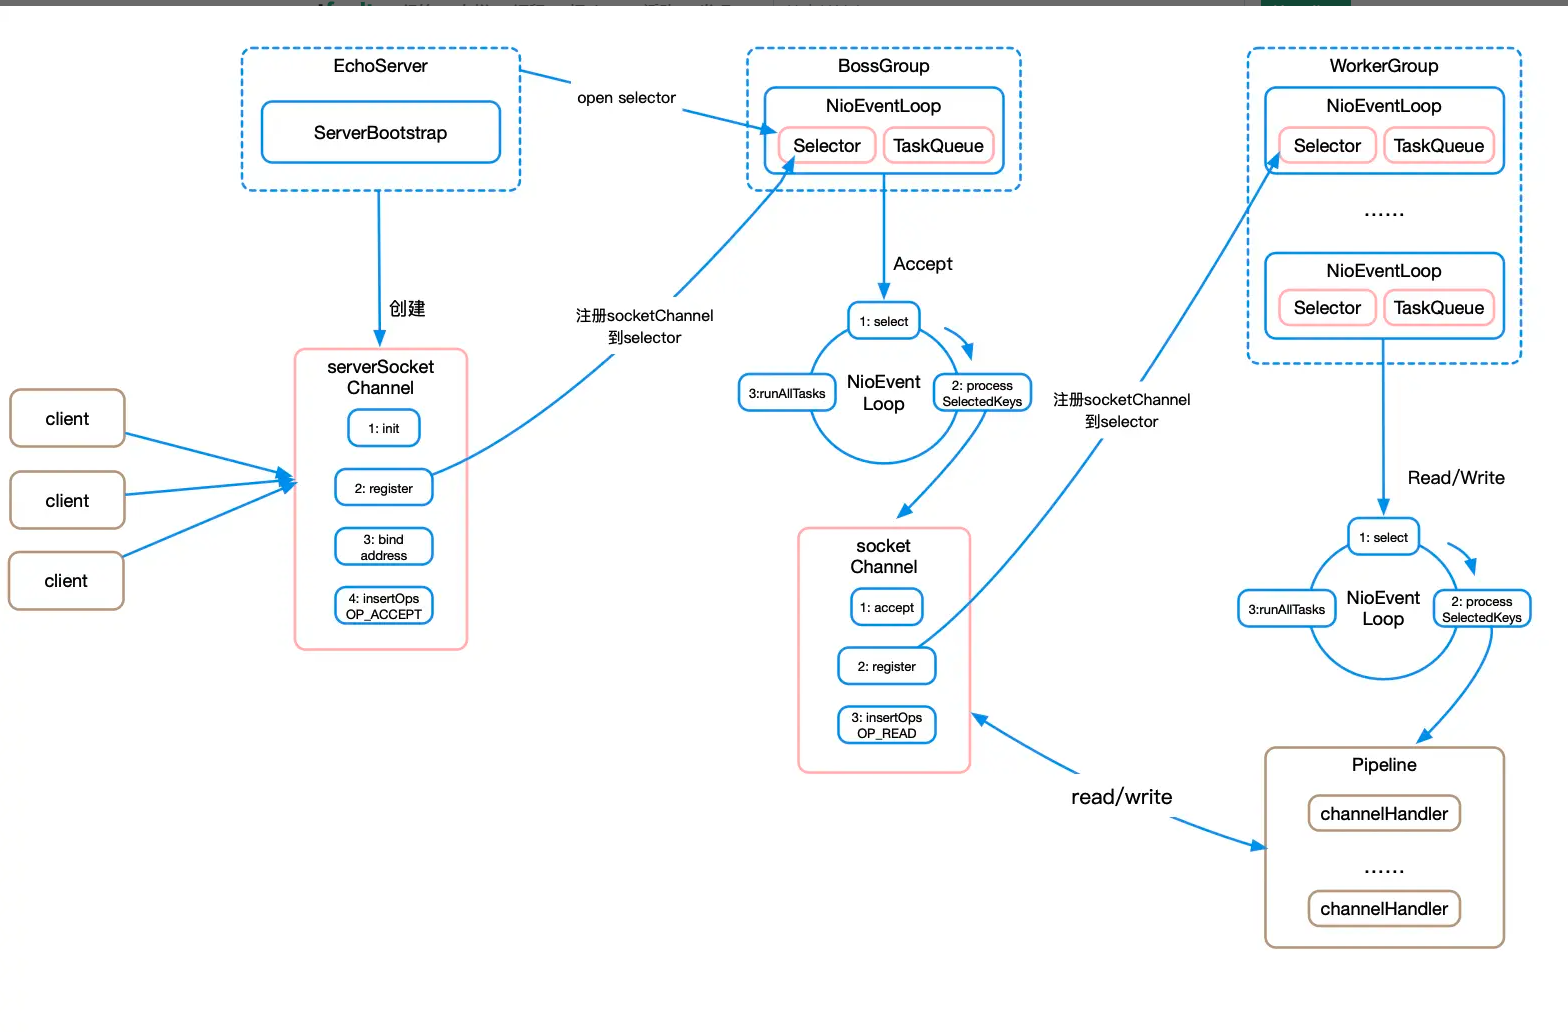 EchoServer
ServerBootstrap
open selector
BossGroup
NioEventLoop
Selector
TaskQueue
WorkerGroup
NioEventLoop
Selector
TaskQueue
......
NioEventLoop
Selector
TaskQueue
创建
注册socketChannel
到selector
Accept
client
client
client
serverSocket
Channel
1: init
2: register
3: bind
address
4: insertOps
OP_ACCEPT
1: select
2: process
SelectedKeys
3:runAllTasks
NioEvent
Loop
注册socketChannel
到selector
socket
Channel
1: accept
2: register
3: insertOps
OP_READ
Read/Write
1: select
2: process
SelectedKeys
3:runAllTasks
NioEvent
Loop
read/write
Pipeline
channelHandler
......
channelHandler